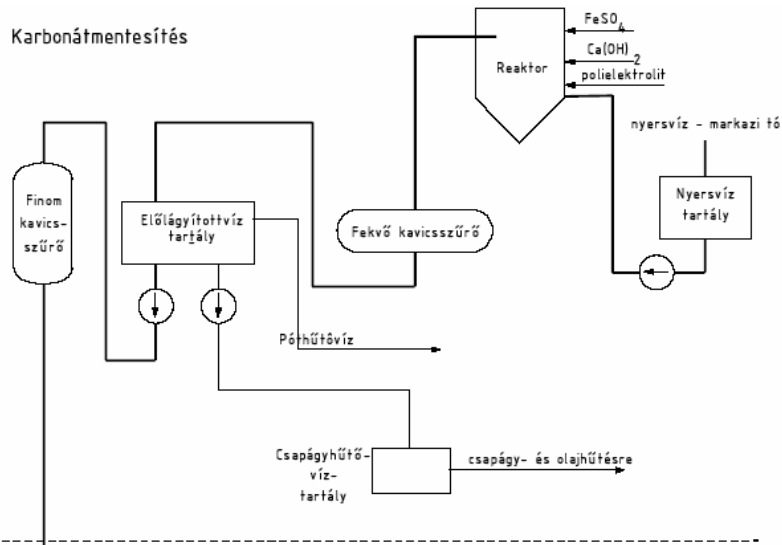 Karbonátmentesítés
FeSO4
Ca(OH)2
polielektrolit
Reaktor
nyersvíz - markazi tó
Nyersvíz
tartály
Finom
kavics-
szűrő
Előlágyítottvíz
tartály
Fekvő kavicsszűrő
Póthűtôvíz
Csapágyhűtő-
víz-
tartály
csapágy- és olajhűtésre